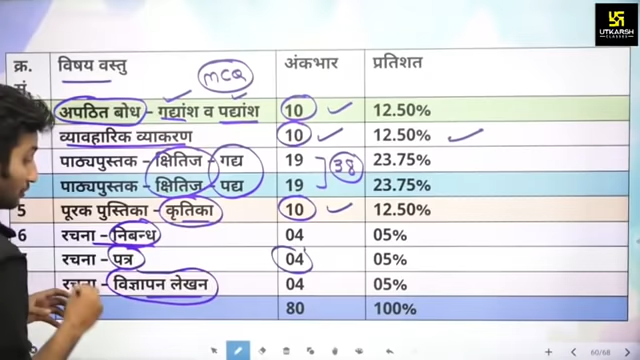 UTKARSH
CLASSES
क्र. विषय वस्तु अंकभार प्रतिशत
सं.
MCQ
अपठित बोध – गद्यांश व पद्यांश 10 12.50%
व्यावहारिक व्याकरण 10 12.50%
पाठ्यपुस्तक – क्षितिज – गद्य 19 23.75%
38
पाठ्यपुस्तक – क्षितिज – पद्य 19 23.75%
5 पूरक पुस्तिका – कृतिका 10 12.50%
6 रचना – निबन्ध 04 05%
रचना – पत्र 04 05%
रचना – विज्ञापन लेखन 04 05%
80 100%
60/68